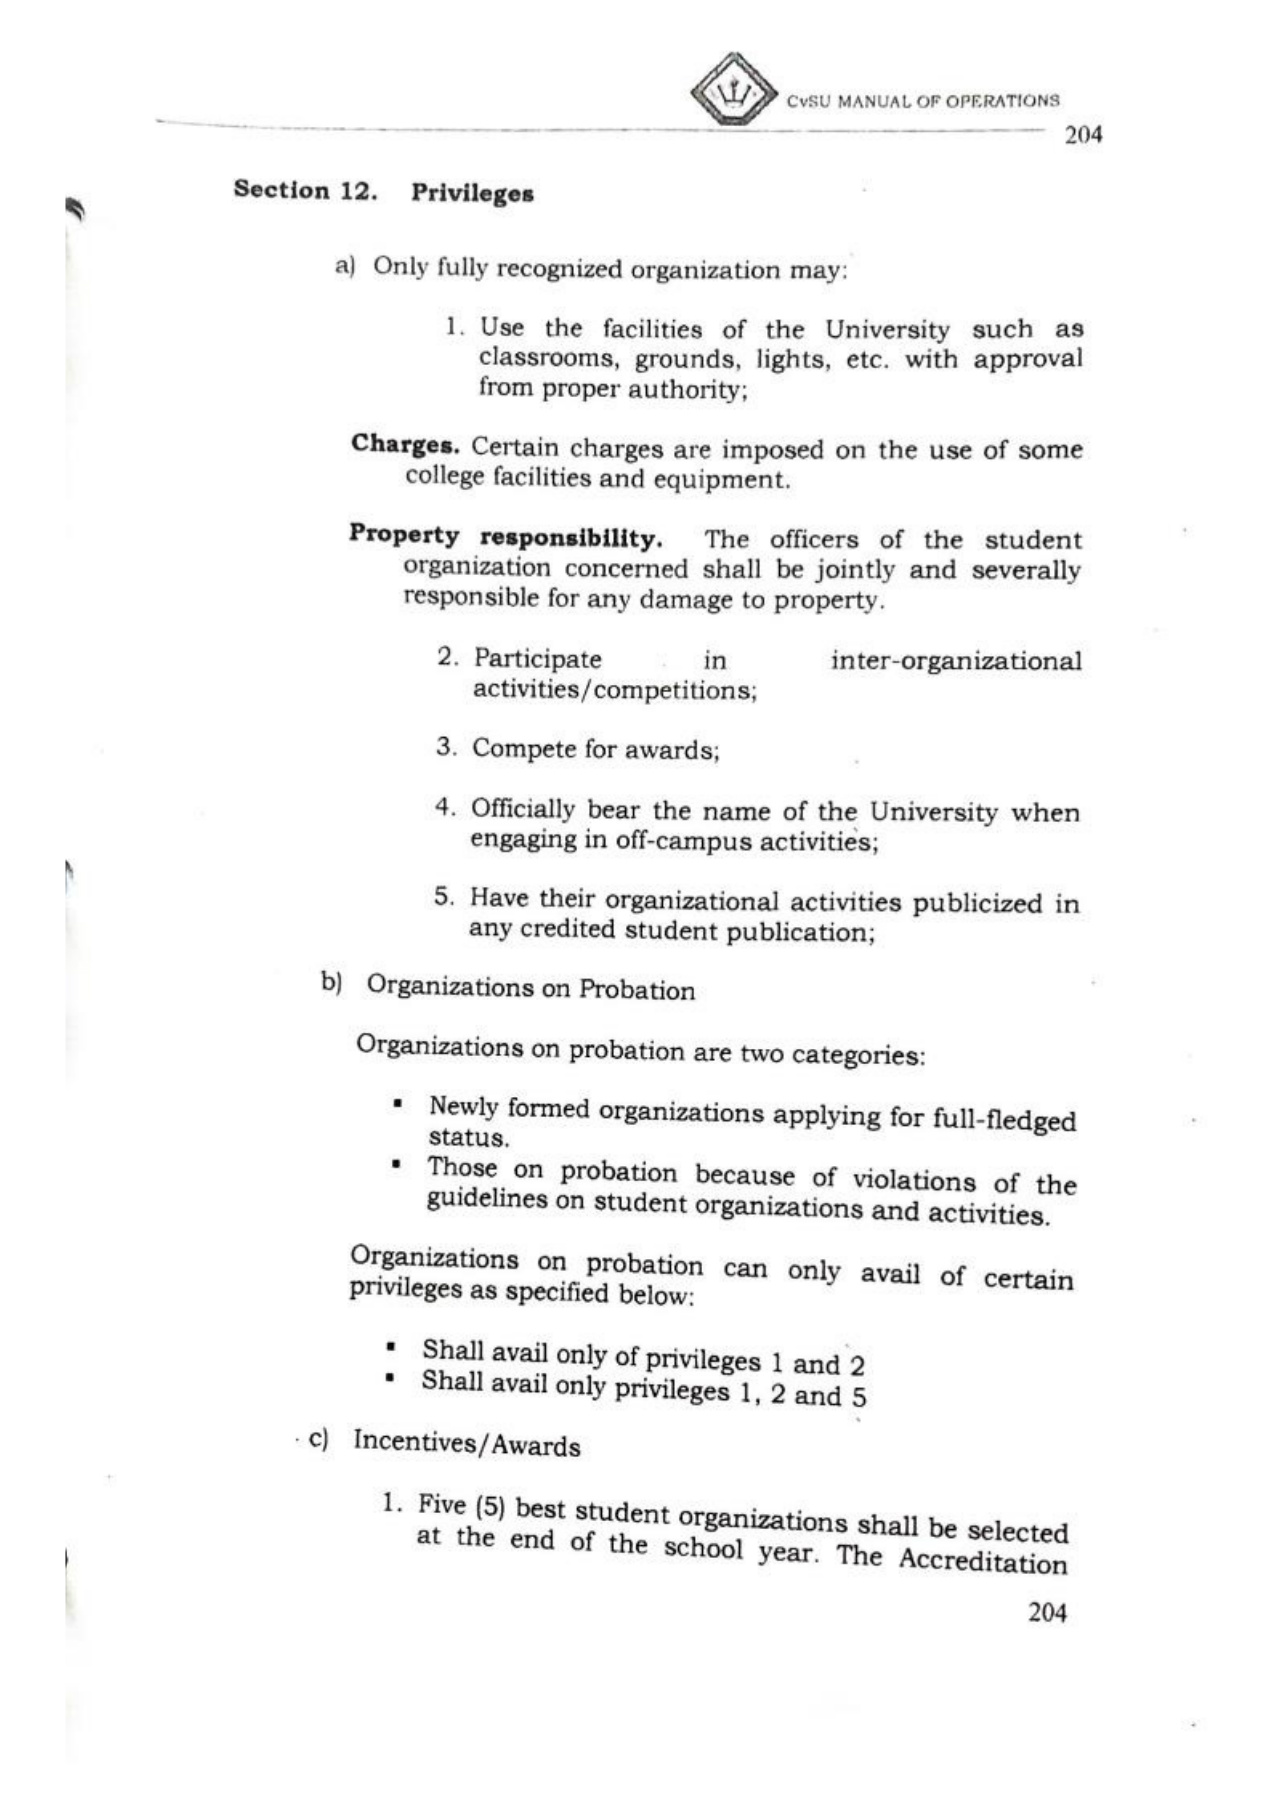 CvSU MANUAL OF OPERATIONS
204
Section 12. Privileges
a) Only fully recognized organization may:
1. Use the facilities of the University such as
classrooms, grounds, lights, etc. with approval
from proper authority;
Charges. Certain charges are imposed on the use of some
college facilities and equipment.
Property responsibility. The officers of the student
organization concerned shall be jointly and severally
responsible for any damage to property.
2. Participate in inter-organizational
activities/competitions;
3. Compete for awards;
4. Officially bear the name of the University when
engaging in off-campus activities;
5. Have their organizational activities publicized in
any credited student publication;
b) Organizations on Probation
Organizations on probation are two categories:
▪ Newly formed organizations applying for full-fledged
status.
▪ Those on probation because of violations of the
guidelines on student organizations and activities.
Organizations on probation can only avail of certain
privileges as specified below:
▪ Shall avail only of privileges 1 and 2
▪ Shall avail only privileges 1, 2 and 5
c) Incentives/Awards
1. Five (5) best student organizations shall be selected
at the end of the school year. The Accreditation
204